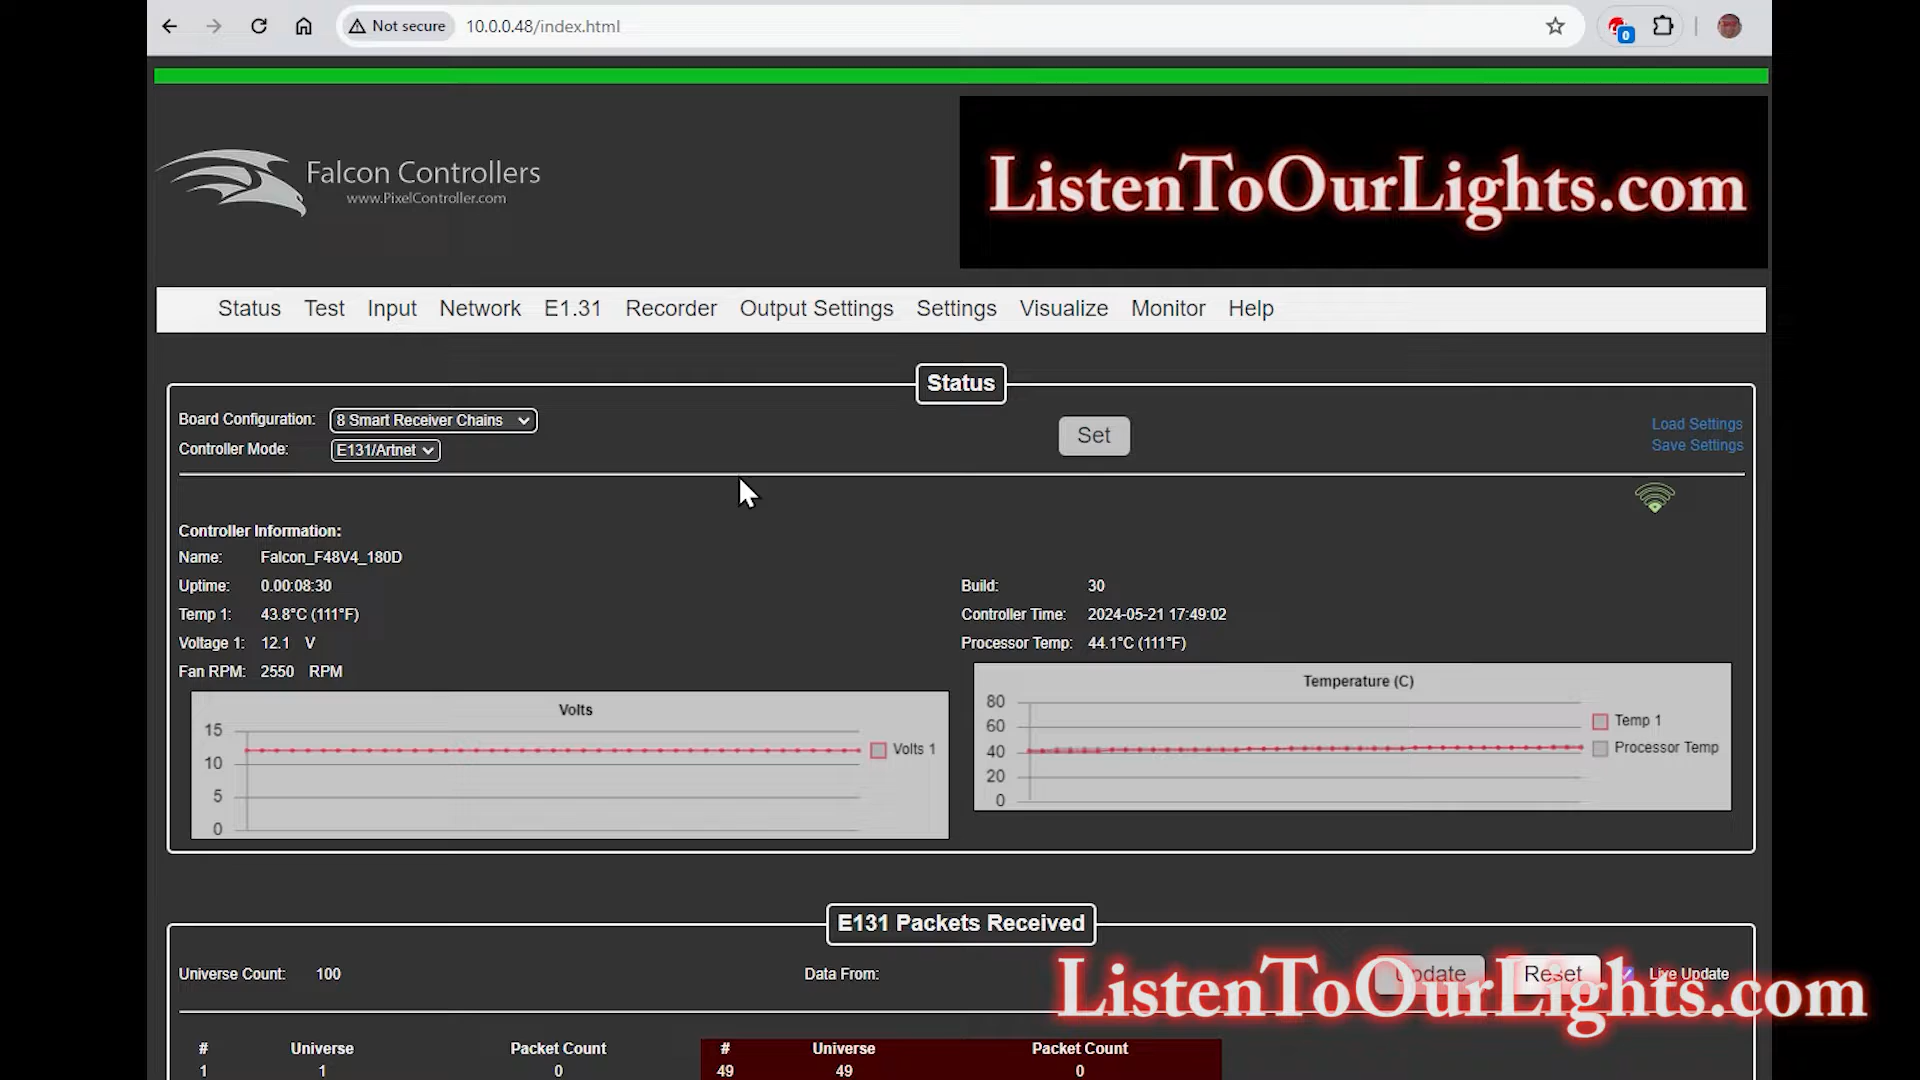 Not secure
10.0.0.48/index.html
0
Falcon Controllers
www.PixelController.com
ListenToOurLights.com
Status Test Input Network E1.31 Recorder Output Settings Settings Visualize Monitor Help
Status
Board Configuration: 8 Smart Receiver Chains
Set
Load Settings
Controller Mode: E131/Artnet
Save Settings
Controller Information:
Name: Falcon_F48V4_180D
Uptime: 0.00:08:30
Build: 30
Temp 1: 43.8°C (111°F)
Controller Time: 2024-05-21 17:49:02
Voltage 1: 12.1 V
Processor Temp: 44.1°C (111°F)
Fan RPM: 2550 RPM
Volts
15
10
5
0
Volts 1
Temperature (C)
80
60
40
20
0
Temp 1
Processor Temp
E131 Packets Received
Universe Count: 100
Data From:
Update
Reset
Live Update
ListenToOurLights.com
# Universe Packet Count # Universe Packet Count
1 1 0 49 49 0